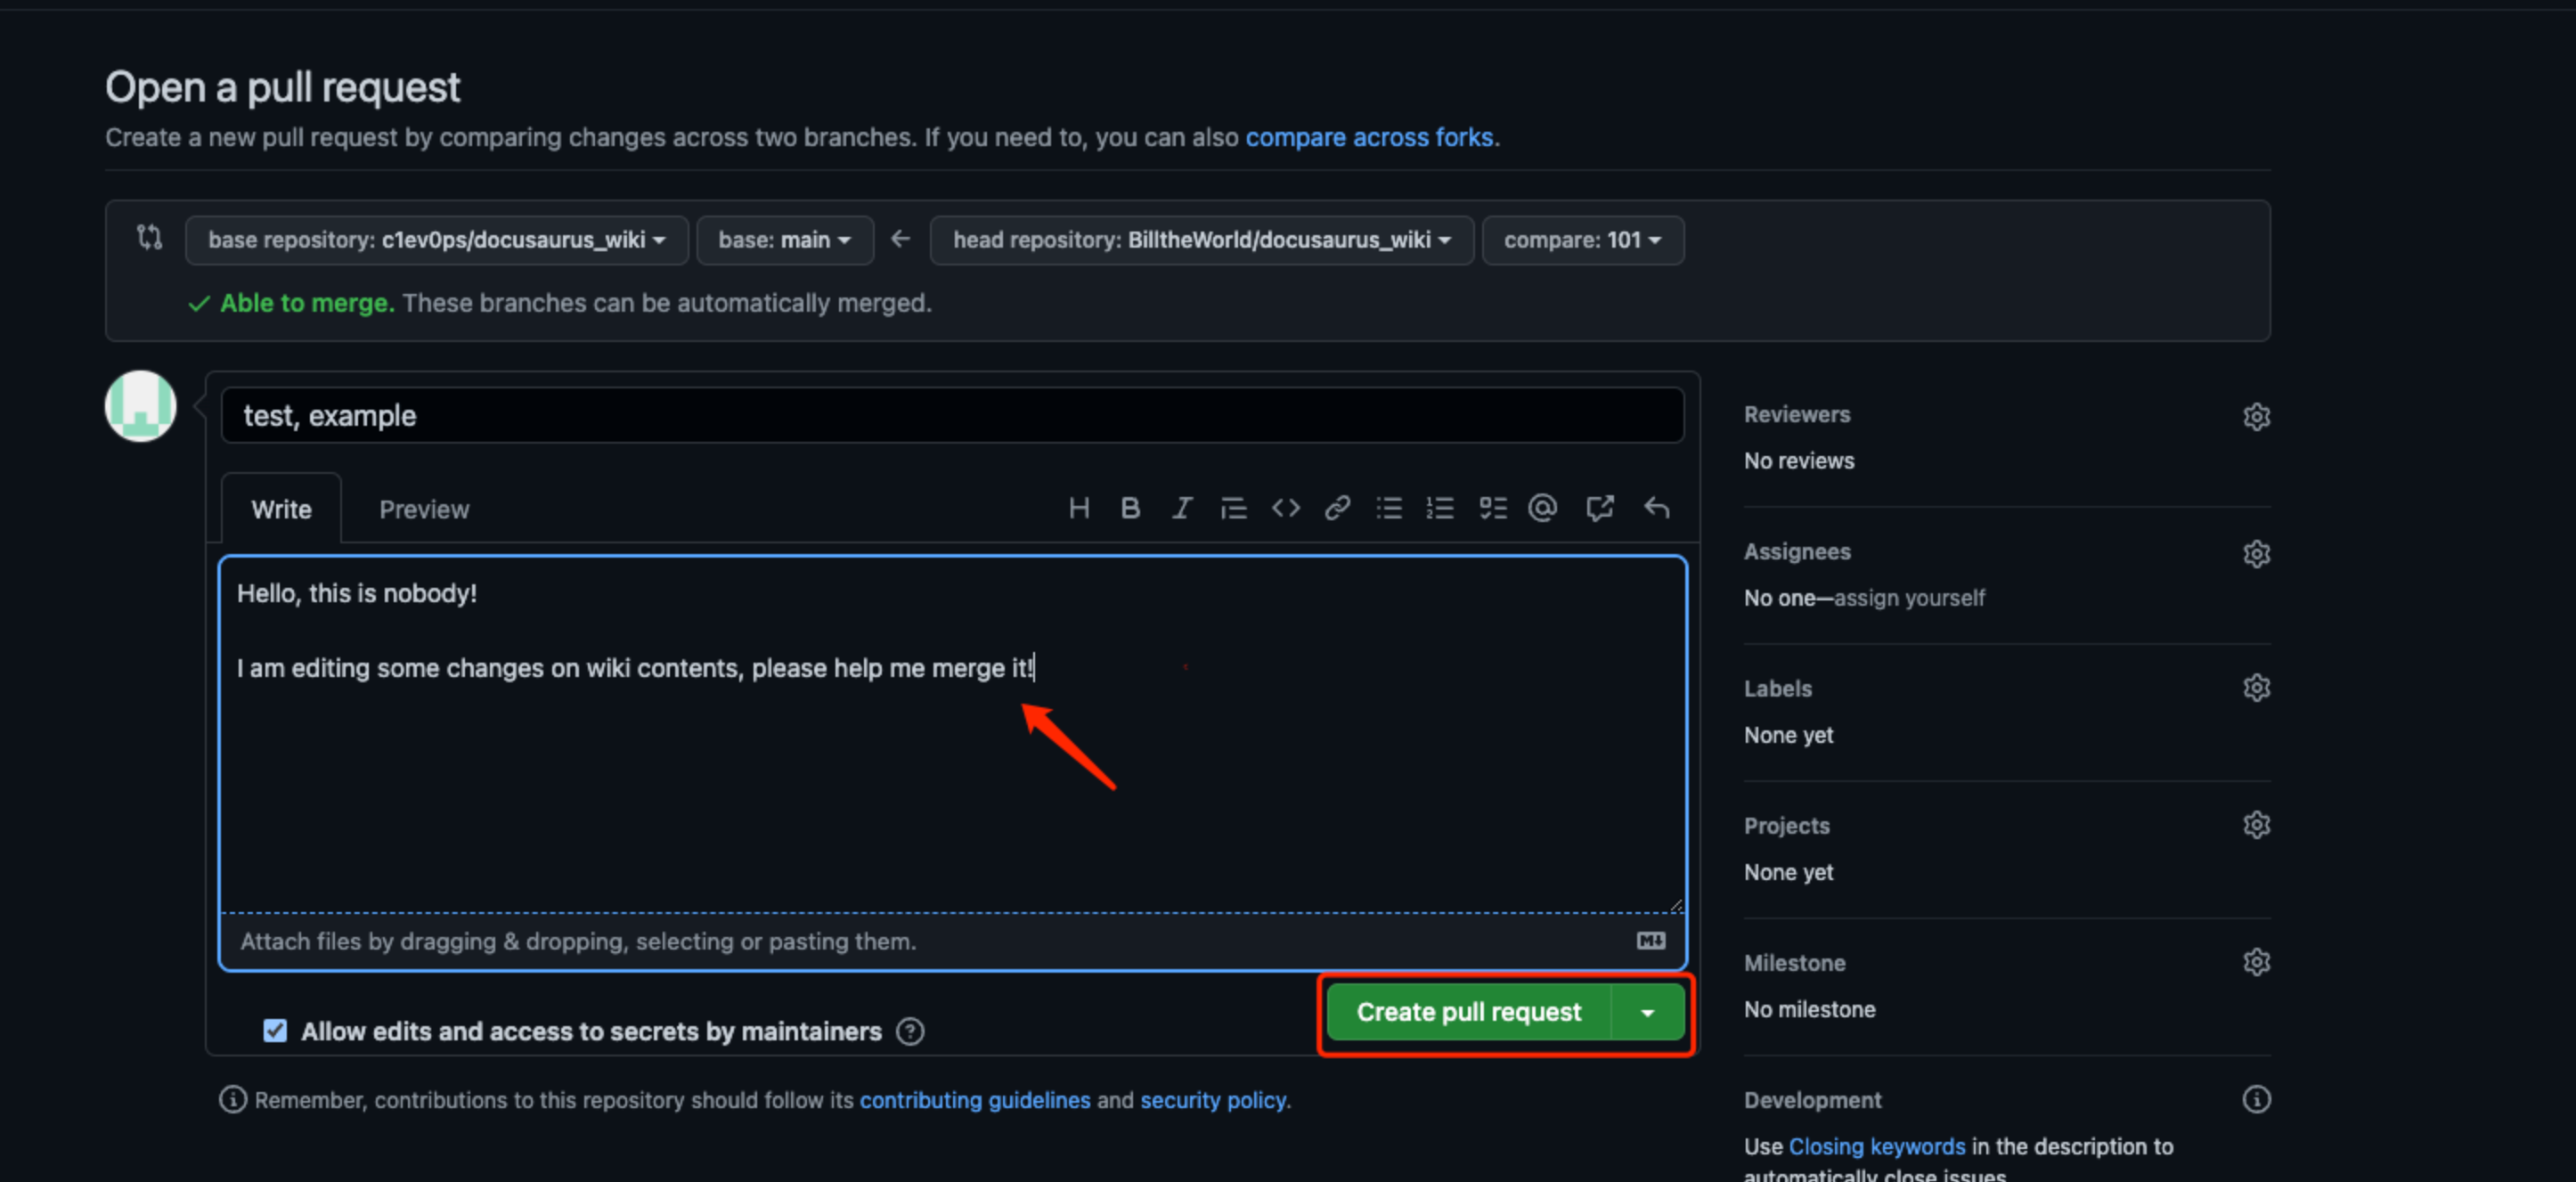 Open a pull request
Create a new pull request by comparing changes across two branches. If you need to, you can also compare across forks.
base repository: c1ev0ps/docusaurus_wiki base: main ← head repository: BilltheWorld/docusaurus_wiki compare: 101
Able to merge. These branches can be automatically merged.
test, example
Write Preview
Hello, this is nobody!
I am editing some changes on wiki contents, please help me merge it!
Attach files by dragging & dropping, selecting or pasting them.
Allow edits and access to secrets by maintainers
Create pull request
Remember, contributions to this repository should follow its contributing guidelines and security policy.
Reviewers
No reviews
Assignees
No one—assign yourself
Labels
None yet
Projects
None yet
Milestone
No milestone
Development
Use Closing keywords in the description to
automatically close issues